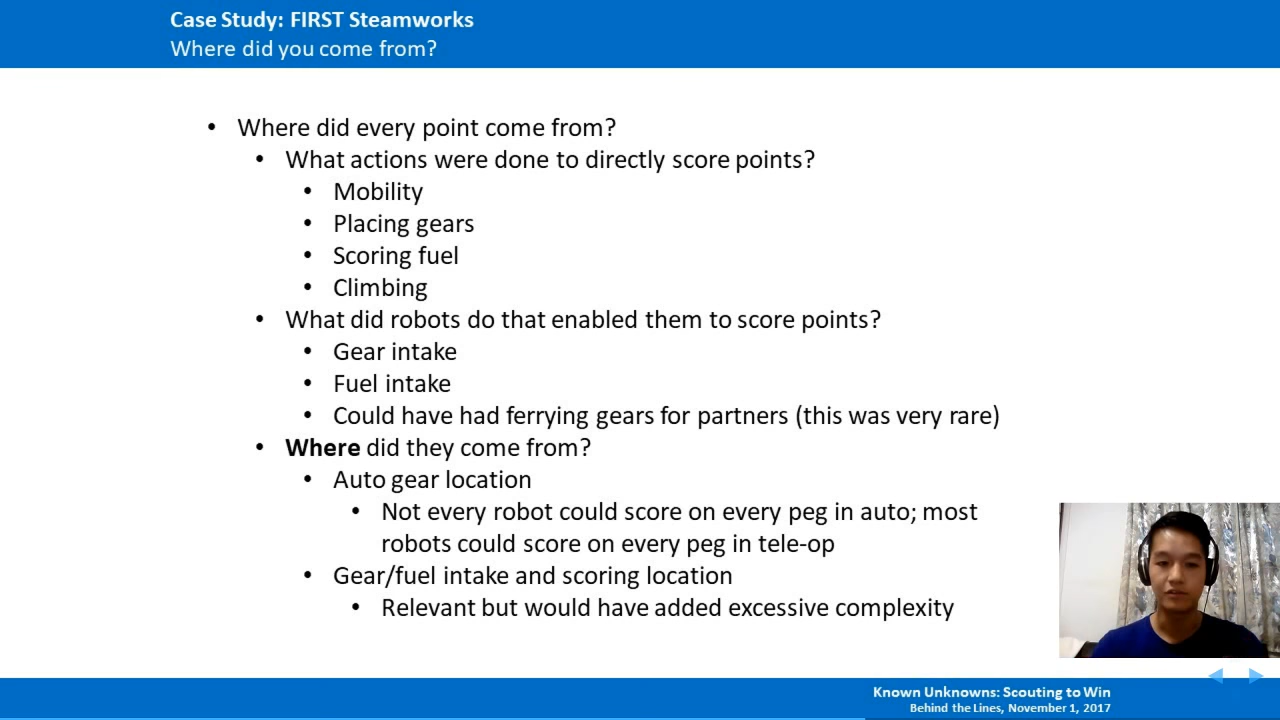 Case Study: FIRST Steamworks
Where did you come from?
• Where did every point come from?
• What actions were done to directly score points?
• Mobility
• Placing gears
• Scoring fuel
• Climbing
• What did robots do that enabled them to score points?
• Gear intake
• Fuel intake
• Could have had ferrying gears for partners (this was very rare)
• Where did they come from?
• Auto gear location
• Not every robot could score on every peg in auto; most
robots could score on every peg in tele-op
• Gear/fuel intake and scoring location
• Relevant but would have added excessive complexity
Known Unknowns: Scouting to Win
Behind the Lines, November 1, 2017